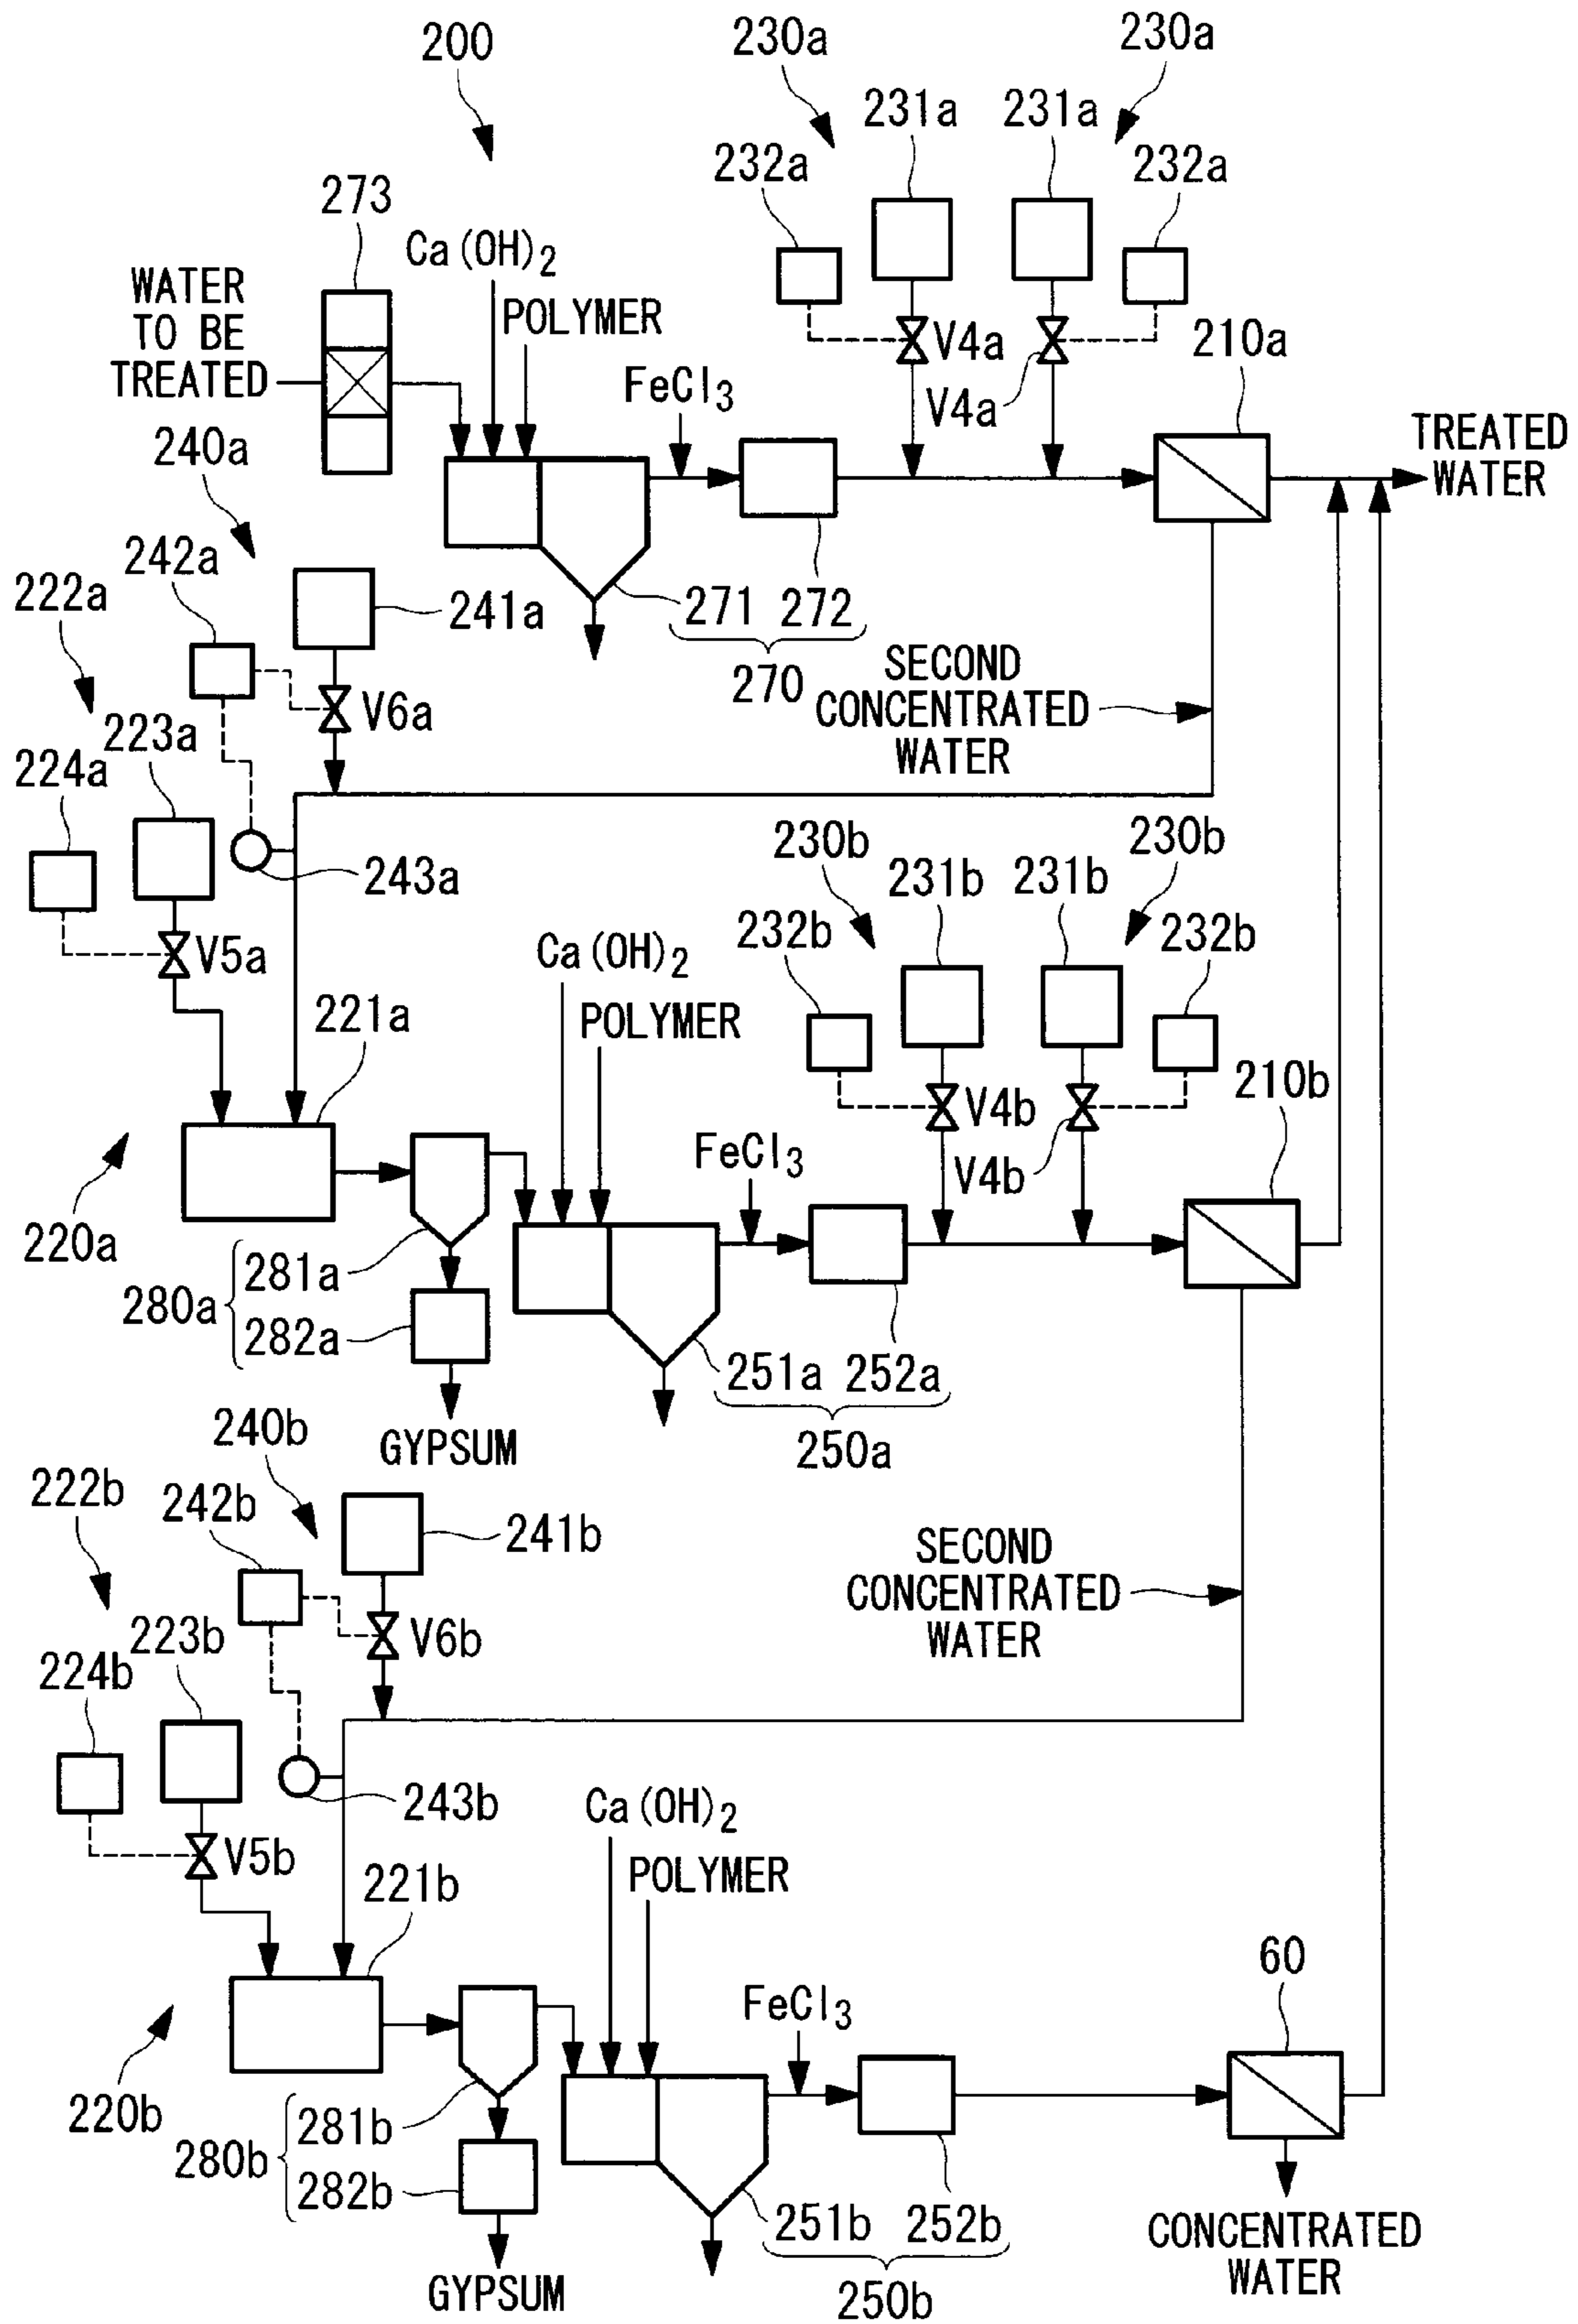 200
230a
230a
231a
231a
232a
232a
273
Ca(OH)2
WATER
TO BE
TREATED
POLYMER
V4a
210a
FeCl3
V4a
TREATED
WATER
240a
242a
222a
241a
271 272
270
SECOND
CONCENTRATED
WATER
V6a
223a
224a
243a
230b
230b
231b
231b
232b
232b
V5a
Ca(OH)2
POLYMER
221a
210b
V4b
FeCl3
V4b
220a
281a
280a
282a
251a 252a
250a
GYPSUM
240b
222b
242b
241b
SECOND
CONCENTRATED
WATER
V6b
223b
224b
243b
Ca(OH)2
V5b
POLYMER
221b
60
FeCl3
220b
281b
280b
282b
251b 252b
250b
GYPSUM
CONCENTRATED
WATER